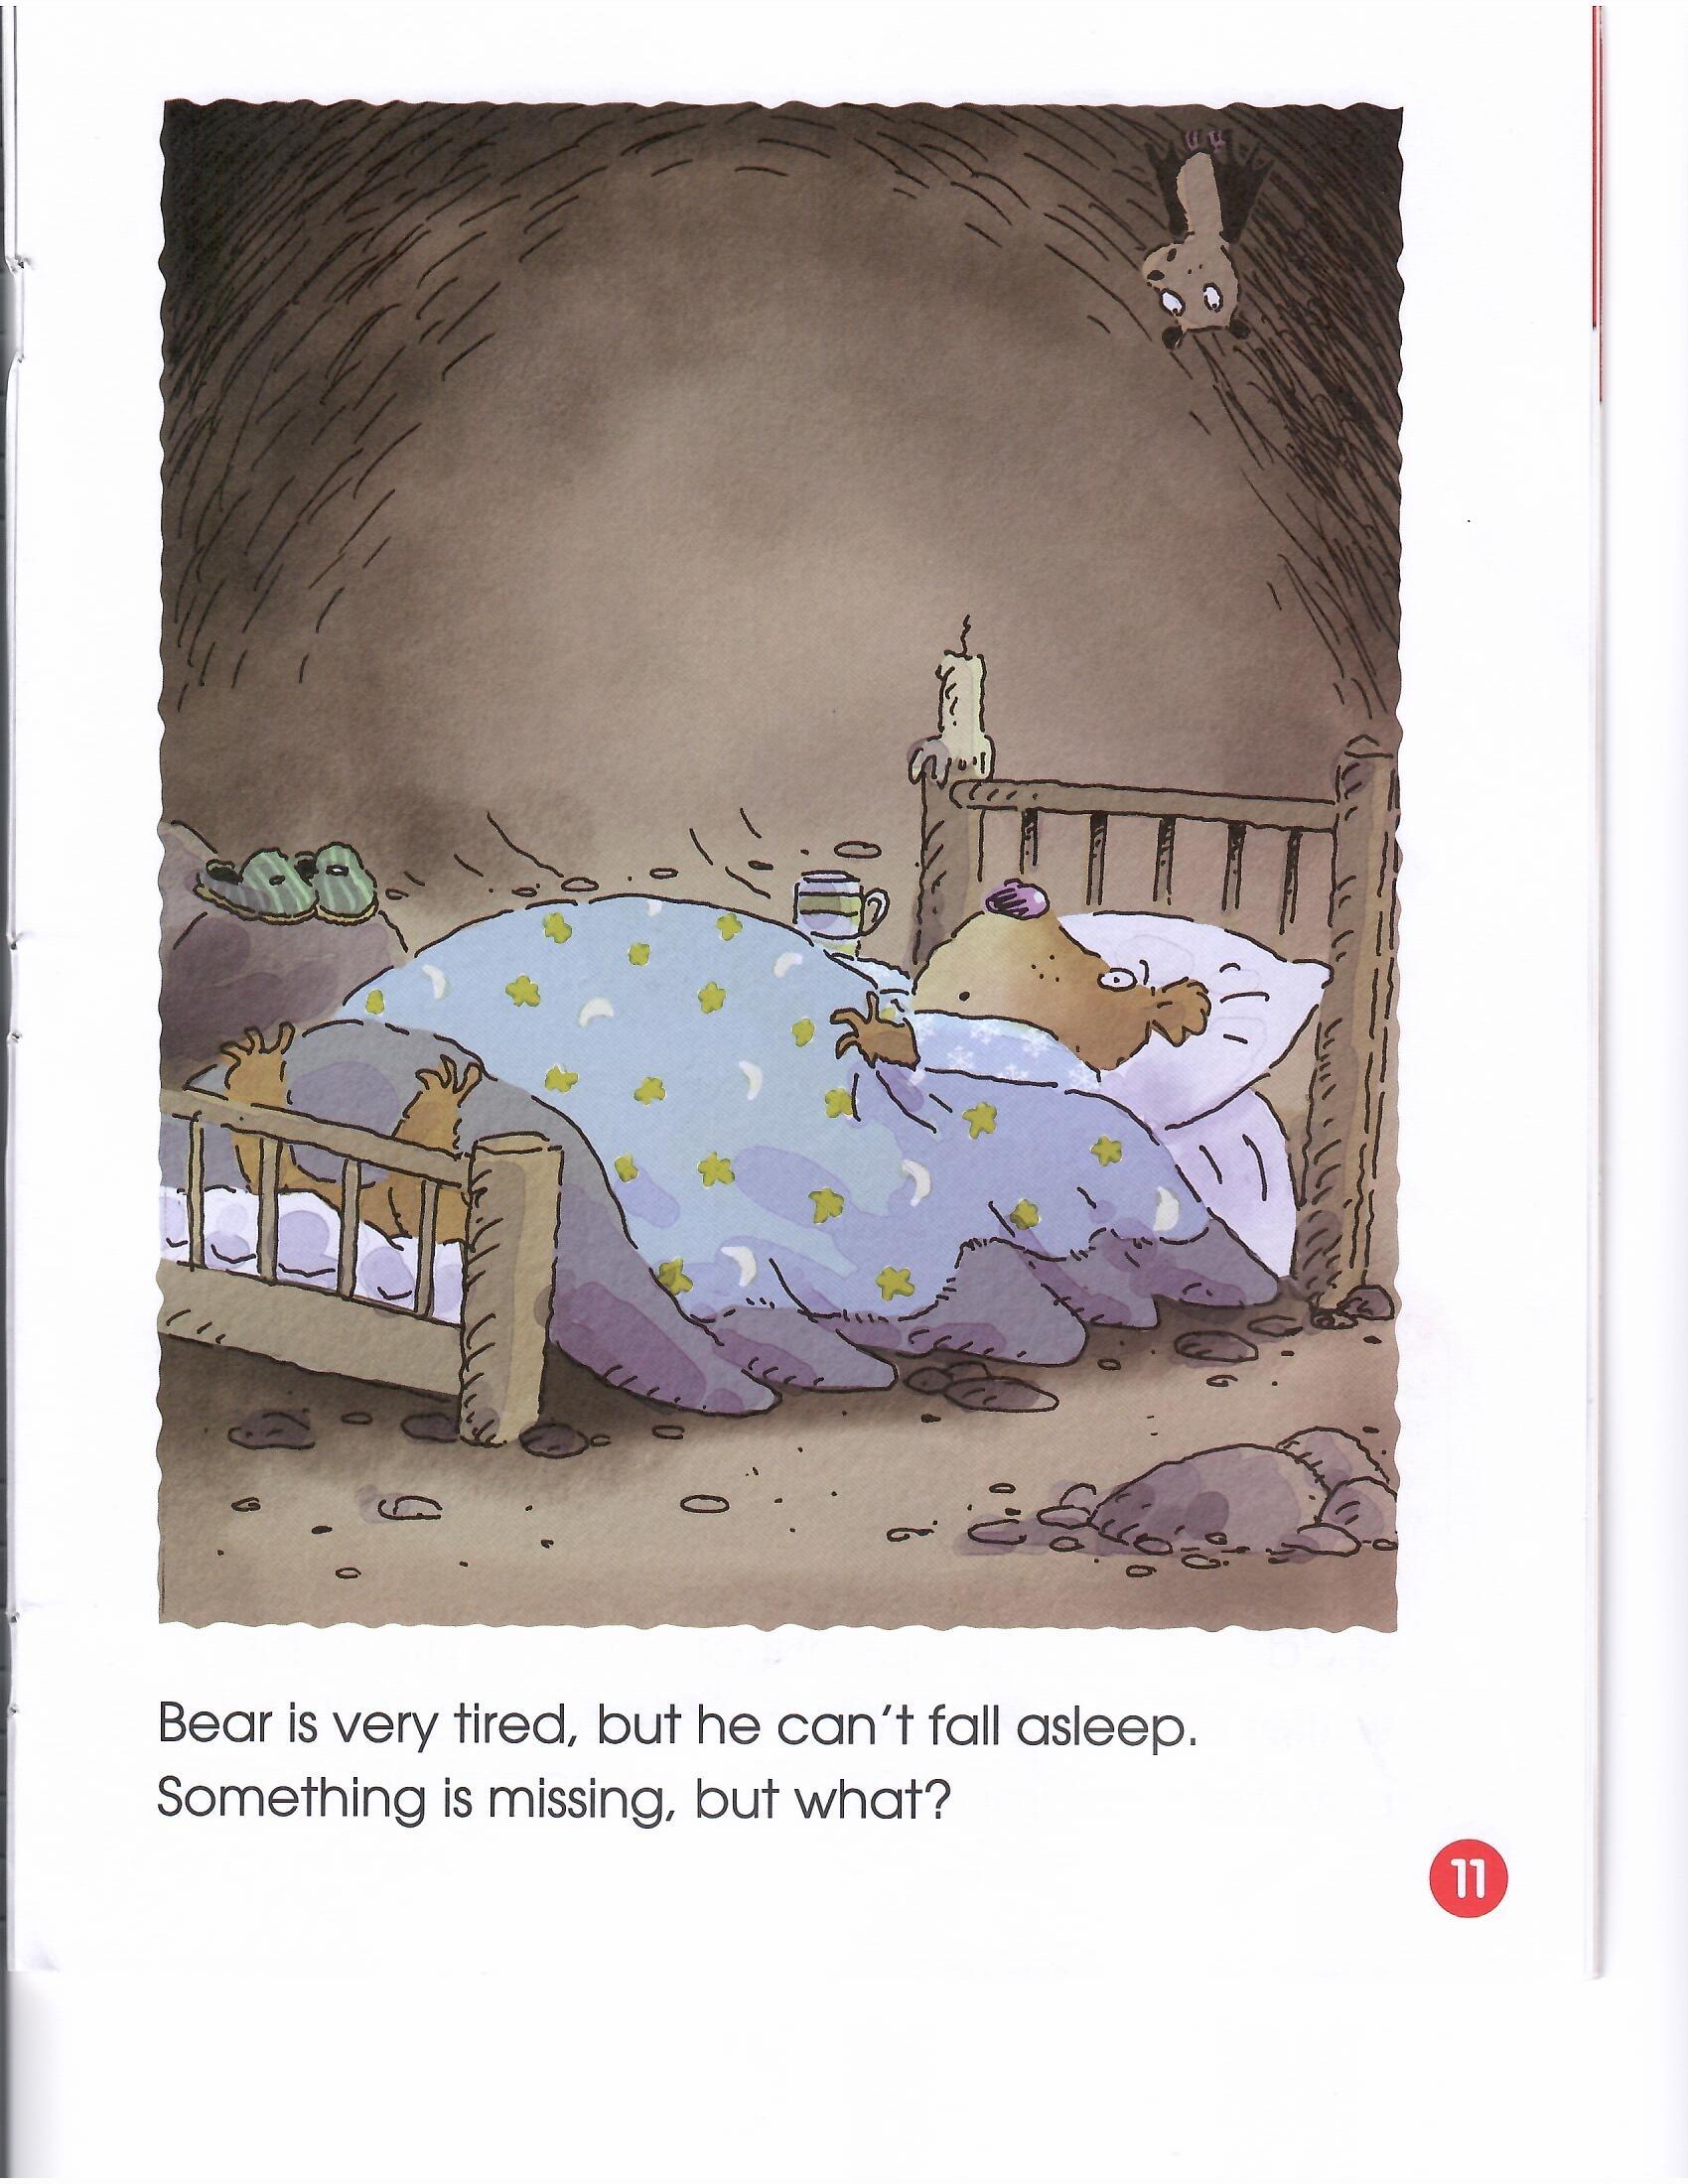 Bear is very tired, but he can't fall asleep.
Something is missing, but what?
11